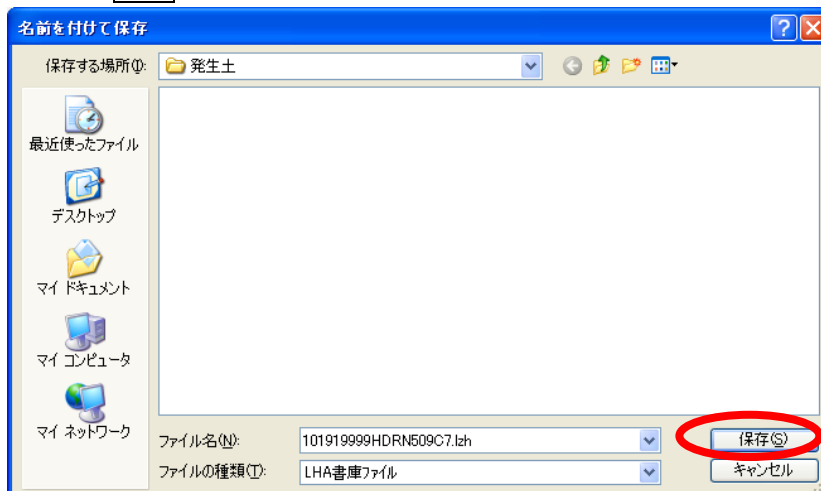 名前を付けて保存
保存する場所(I):
発生土
最近使ったファイル
デスクトップ
マイ ドキュメント
マイ コンピュータ
マイ ネットワーク
ファイル名(N):
101919999HDRN509C7.lzh
保存(S)
ファイルの種類(T):
LHA書庫ファイル
キャンセル